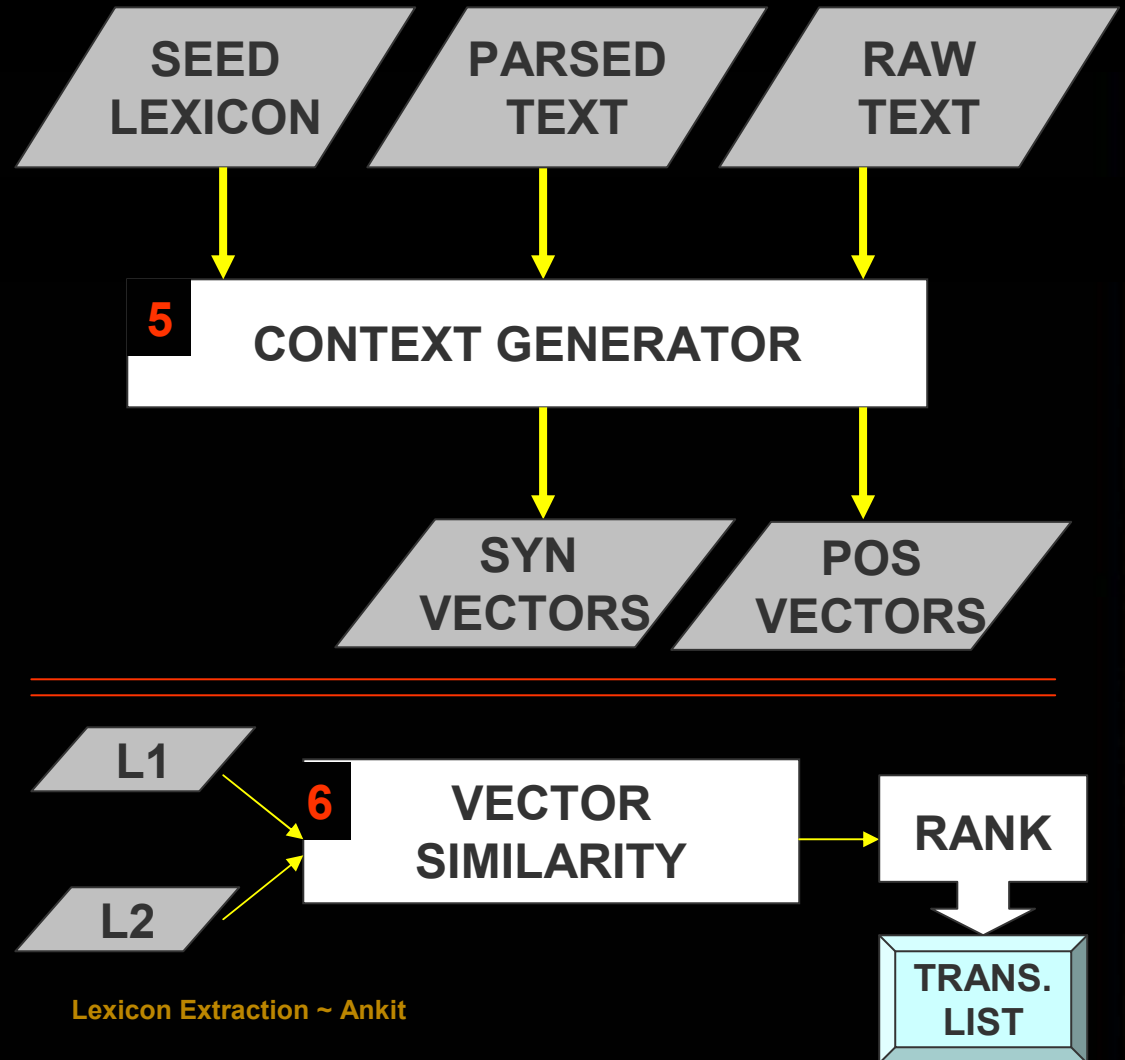 SEED
LEXICON
PARSED
TEXT
RAW
TEXT
5
CONTEXT GENERATOR
SYN
VECTORS
POS
VECTORS
L1
6
VECTOR
SIMILARITY
RANK
L2
TRANS.
LIST
Lexicon Extraction ~ Ankit